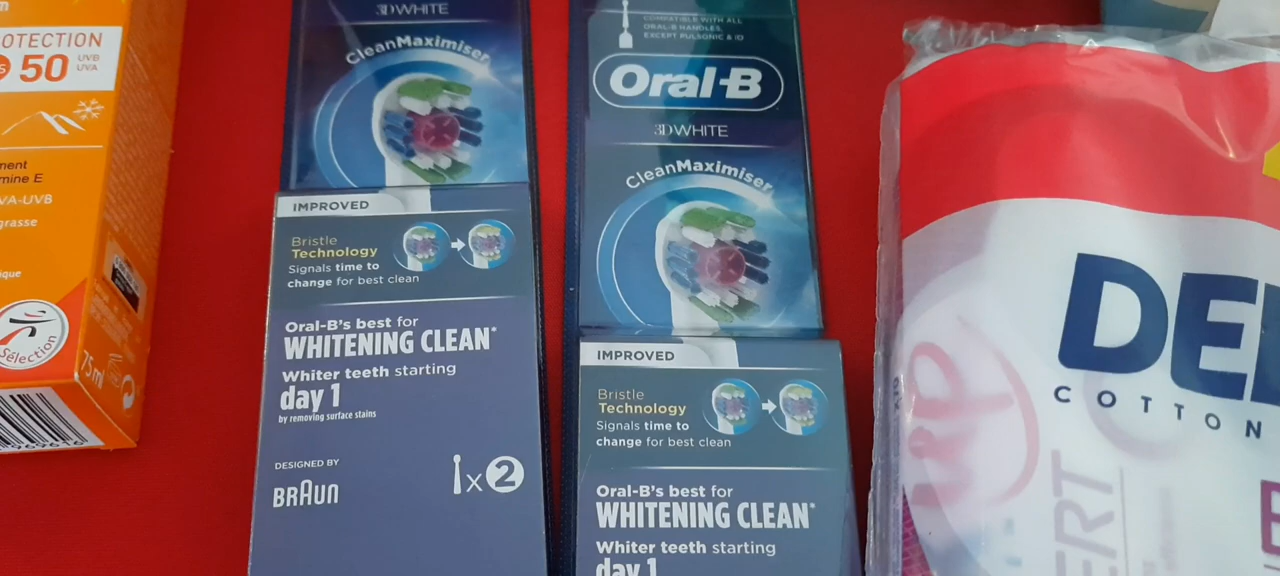 OTECTION
50
UVB
UVA
mine E
VA-UVB
grasse
Sélection
75 ml
3DWHITE
CleanMaximiser
IMPROVED
Bristle
Technology
Signals time to
change for best clean
Oral-B's best for
WHITENING CLEAN*
Whiter teeth starting
day 1
by removing surface stains
DESIGNED BY
BRAUN
x2
COMPATIBLE WITH ALL
ORAL-B HANDLES,
EXCEPT PULSONIC & iO
Oral-B
3DWHITE
CleanMaximiser
IMPROVED
Bristle
Technology
Signals time to
change for best clean
Oral-B's best for
WHITENING CLEAN*
Whiter teeth starting
day 1
DE
COTTON
ERT